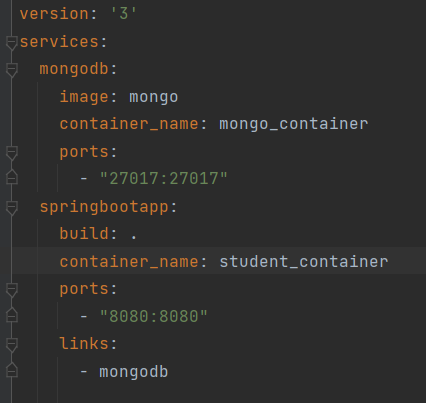 version: '3'
services:
  mongodb:
    image: mongo
    container_name: mongo_container
    ports:
      - "27017:27017"
  springbootapp:
    build: .
    container_name: student_container
    ports:
      - "8080:8080"
    links:
      - mongodb